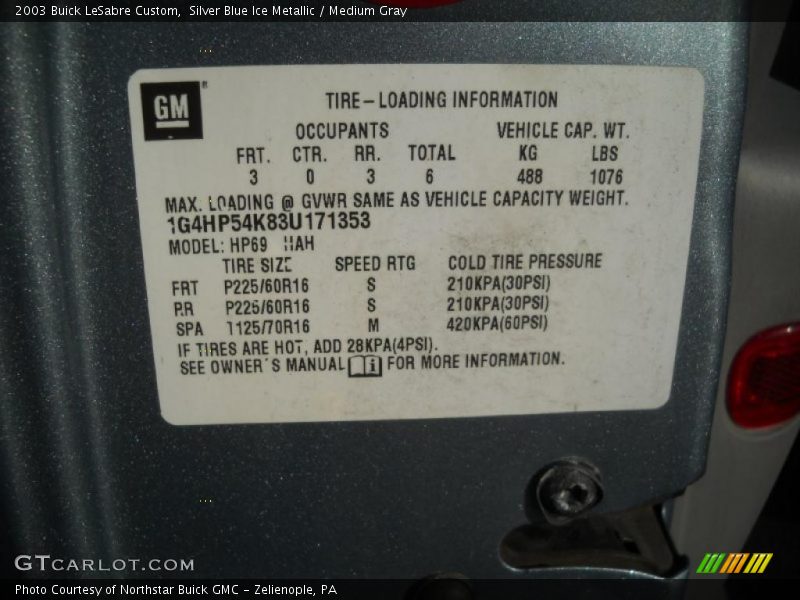 2003 Buick LeSabre Custom, Silver Blue Ice Metallic / Medium Gray
GM
TIRE-LOADING INFORMATION
OCCUPANTS VEHICLE CAP. WT.
FRT. CTR. RR. TOTAL KG LBS
3 0 3 6 488 1076
MAX. LOADING @ GVWR SAME AS VEHICLE CAPACITY WEIGHT.
1G4HP54K83U171353
MODEL: HP69
TIRE SIZE SPEED RTG COLD TIRE PRESSURE
FRT P225/60R16 S 210KPA(30PSI)
RR P225/60R16 S 210KPA(30PSI)
SPA T125/70R16 M 420KPA(60PSI)
IF TIRES ARE HOT, ADD 28KPA(4PSI).
SEE OWNER'S MANUAL i FOR MORE INFORMATION.
GTCARLOT.COM
Photo Courtesy of Northstar Buick GMC - Zelienople, PA